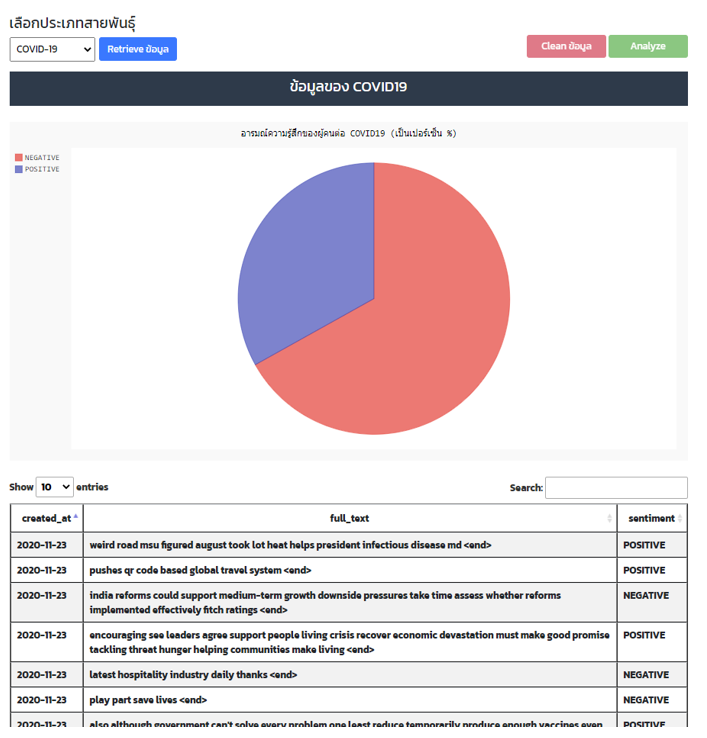 เลือกประเภทสายพันธุ์
COVID-19 Retrieve ข้อมูล Clean ข้อมูล Analyze
ข้อมูลของ COVID19
อารมณ์ความรู้สึกของผู้คนต่อ COVID19 (เป็นเปอร์เซ็น %)
NEGATIVE
POSITIVE
Show 10 entries Search:
created_at full_text sentiment
2020-11-23 weird road msu figured august took lot heat helps president infectious disease md <end> POSITIVE
2020-11-23 pushes qr code based global travel system <end> POSITIVE
2020-11-23 india reforms could support medium-term growth downside pressures take time assess whether reforms NEGATIVE
implemented effectively fitch ratings <end>
2020-11-23 encouraging see leaders agree support people living crisis recover economic devastation must make good promise POSITIVE
tackling threat hunger helping communities make living <end>
2020-11-23 latest hospitality industry daily thanks <end> NEGATIVE
2020-11-23 play part save lives <end> NEGATIVE
2020-11-23 also although government can't solve every problem one least reduce temporarily produce enough vaccines even POSITIVE